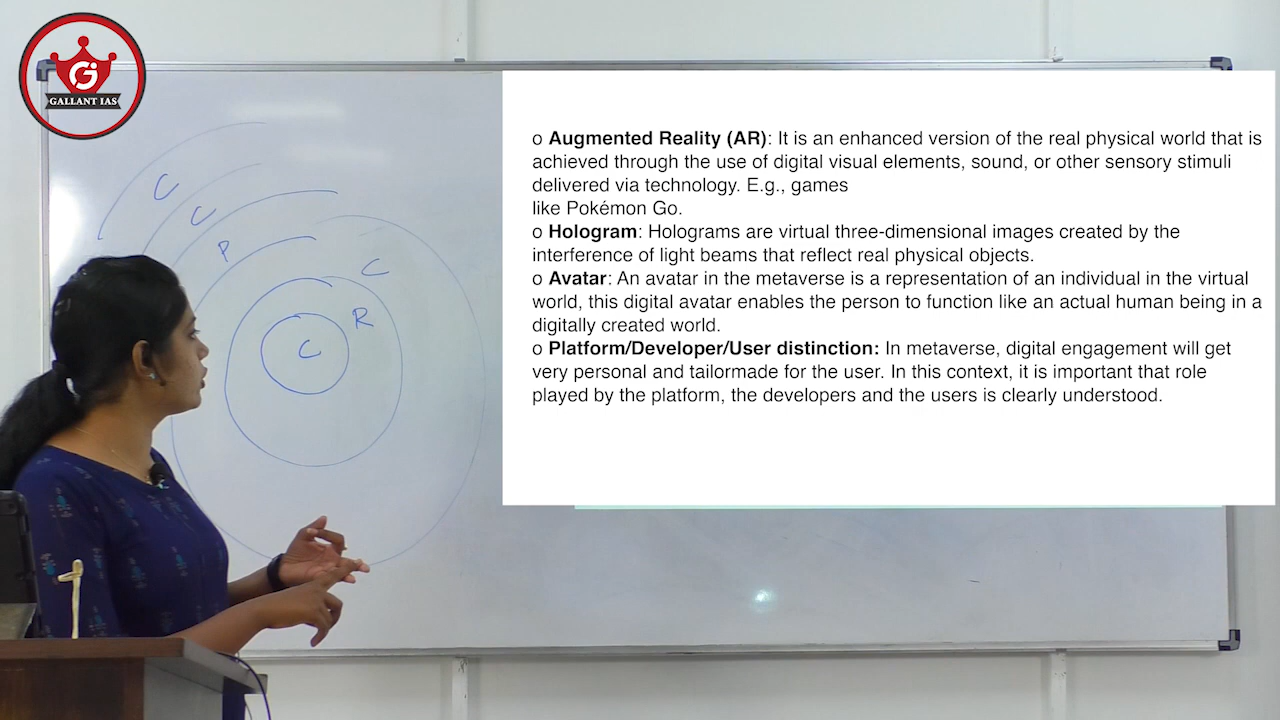 GALLANT IAS
o Augmented Reality (AR): It is an enhanced version of the real physical world that is
achieved through the use of digital visual elements, sound, or other sensory stimuli
delivered via technology. E.g., games
like Pokémon Go.
o Hologram: Holograms are virtual three-dimensional images created by the
interference of light beams that reflect real physical objects.
o Avatar: An avatar in the metaverse is a representation of an individual in the virtual
world, this digital avatar enables the person to function like an actual human being in a
digitally created world.
o Platform/Developer/User distinction: In metaverse, digital engagement will get
very personal and tailormade for the user. In this context, it is important that role
played by the platform, the developers and the users is clearly understood.
C
C
P
C
R
C